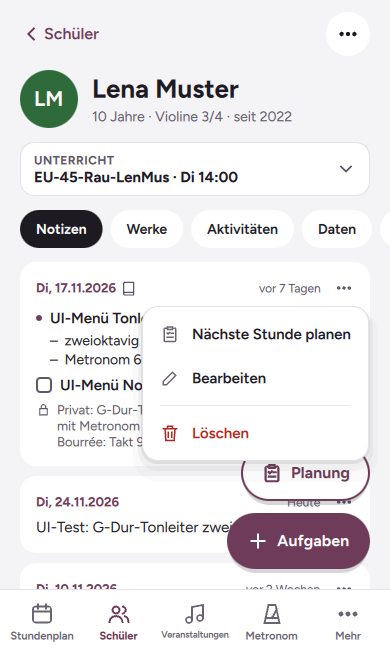 Schüler
LM
Lena Muster
10 Jahre · Violine 3/4 · seit 2022
UNTERRICHT
EU-45-Rau-LenMus · Di 14:00
Notizen Werke Aktivitäten Daten
Di, 17.11.2026 vor 7 Tagen
UI-Menü
– zweioktavig
– Metronom 6
UI-Menü No
Privat: G-Dur-T
mit Metronom
Bourrée: Takt 9
Nächste Stunde planen
Bearbeiten
Löschen
Planung
Di, 24.11.2026 Heute
UI-Test: G-Dur-Tonleiter zwei
Aufgaben
Di, 10.11.2026 vor 2 Wochen
Stundenplan Schüler Veranstaltungen Metronom Mehr